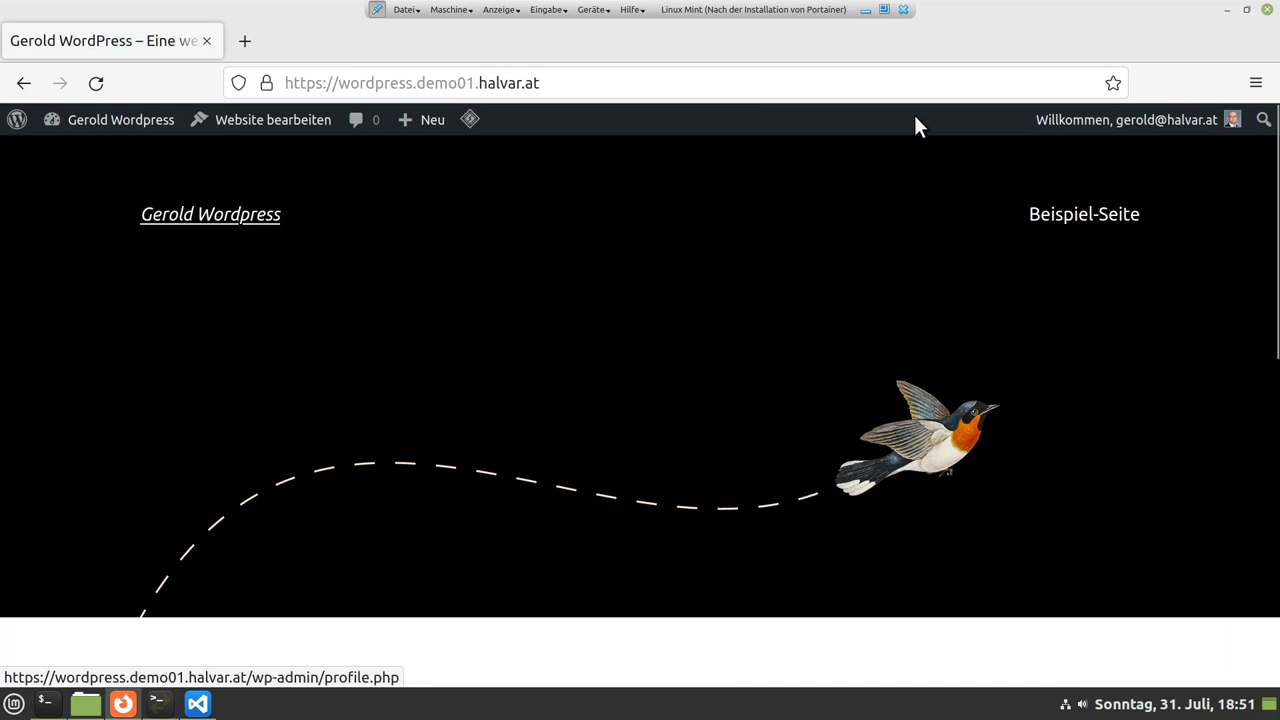 Datei Maschine Anzeige Eingabe Geräte Hilfe Linux Mint (Nach der Installation von Portainer)
Gerold WordPress – Eine we
https://wordpress.demo01.halvar.at
Gerold Wordpress Website bearbeiten 0 Neu Willkommen, gerold@halvar.at
Gerold Wordpress Beispiel-Seite
https://wordpress.demo01.halvar.at/wp-admin/profile.php
Sonntag, 31. Juli, 18:51